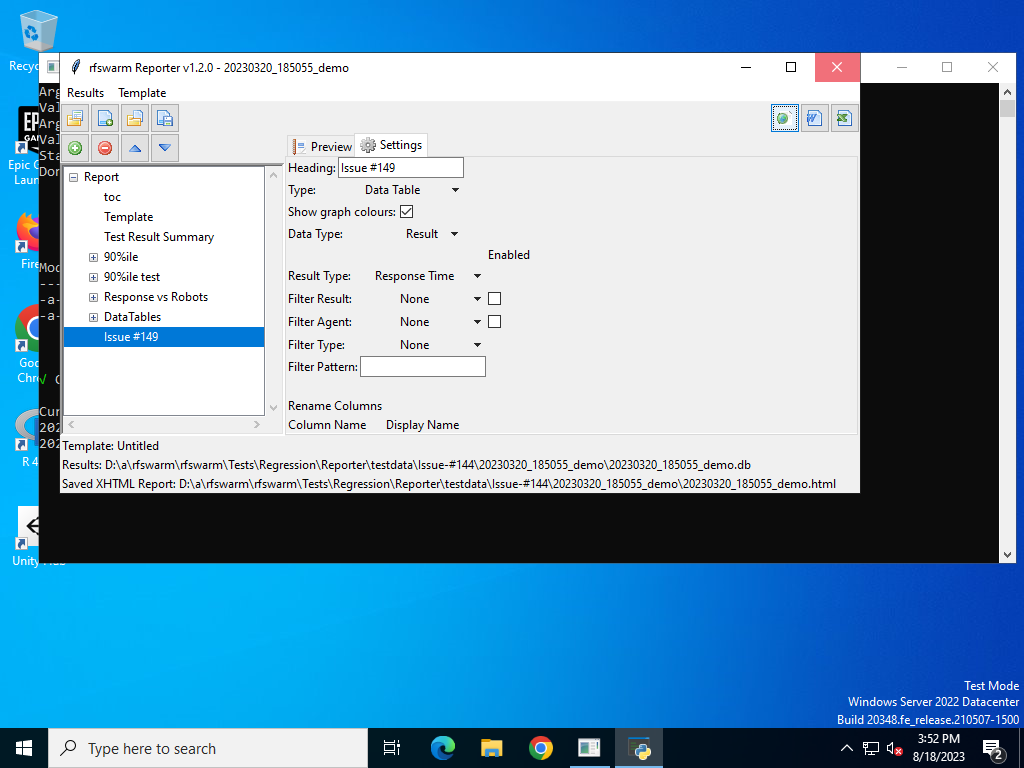 Recyc
rfswarm Reporter v1.2.0 - 20230320_185055_demo
Results Template
Arg
Val
Arg
Val
Sta
Dor
EPIC
Epic G
Laun
Preview Settings
Heading: Issue #149
Type: Data Table
Show graph colours:
Data Type: Result
Enabled
Result Type: Response Time
Filter Result: None
Filter Agent: None
Filter Type: None
Filter Pattern:
Rename Columns
Column Name Display Name
Report
toc
Template
Test Result Summary
90%ile
90%ile test
Response vs Robots
DataTables
Issue #149
Fire
Mod
---
-a-
-a-
Goo
Chro
√ C
Cur
202
202
R 4
Template: Untitled
Results: D:\a\rfswarm\rfswarm\Tests\Regression\Reporter\testdata\Issue-#144\20230320_185055_demo\20230320_185055_demo.db
Saved XHTML Report: D:\a\rfswarm\rfswarm\Tests\Regression\Reporter\testdata\Issue-#144\20230320_185055_demo\20230320_185055_demo.html
Unity Hub
Test Mode
Windows Server 2022 Datacenter
Build 20348.fe_release.210507-1500
Type here to search
3:52 PM
8/18/2023
2